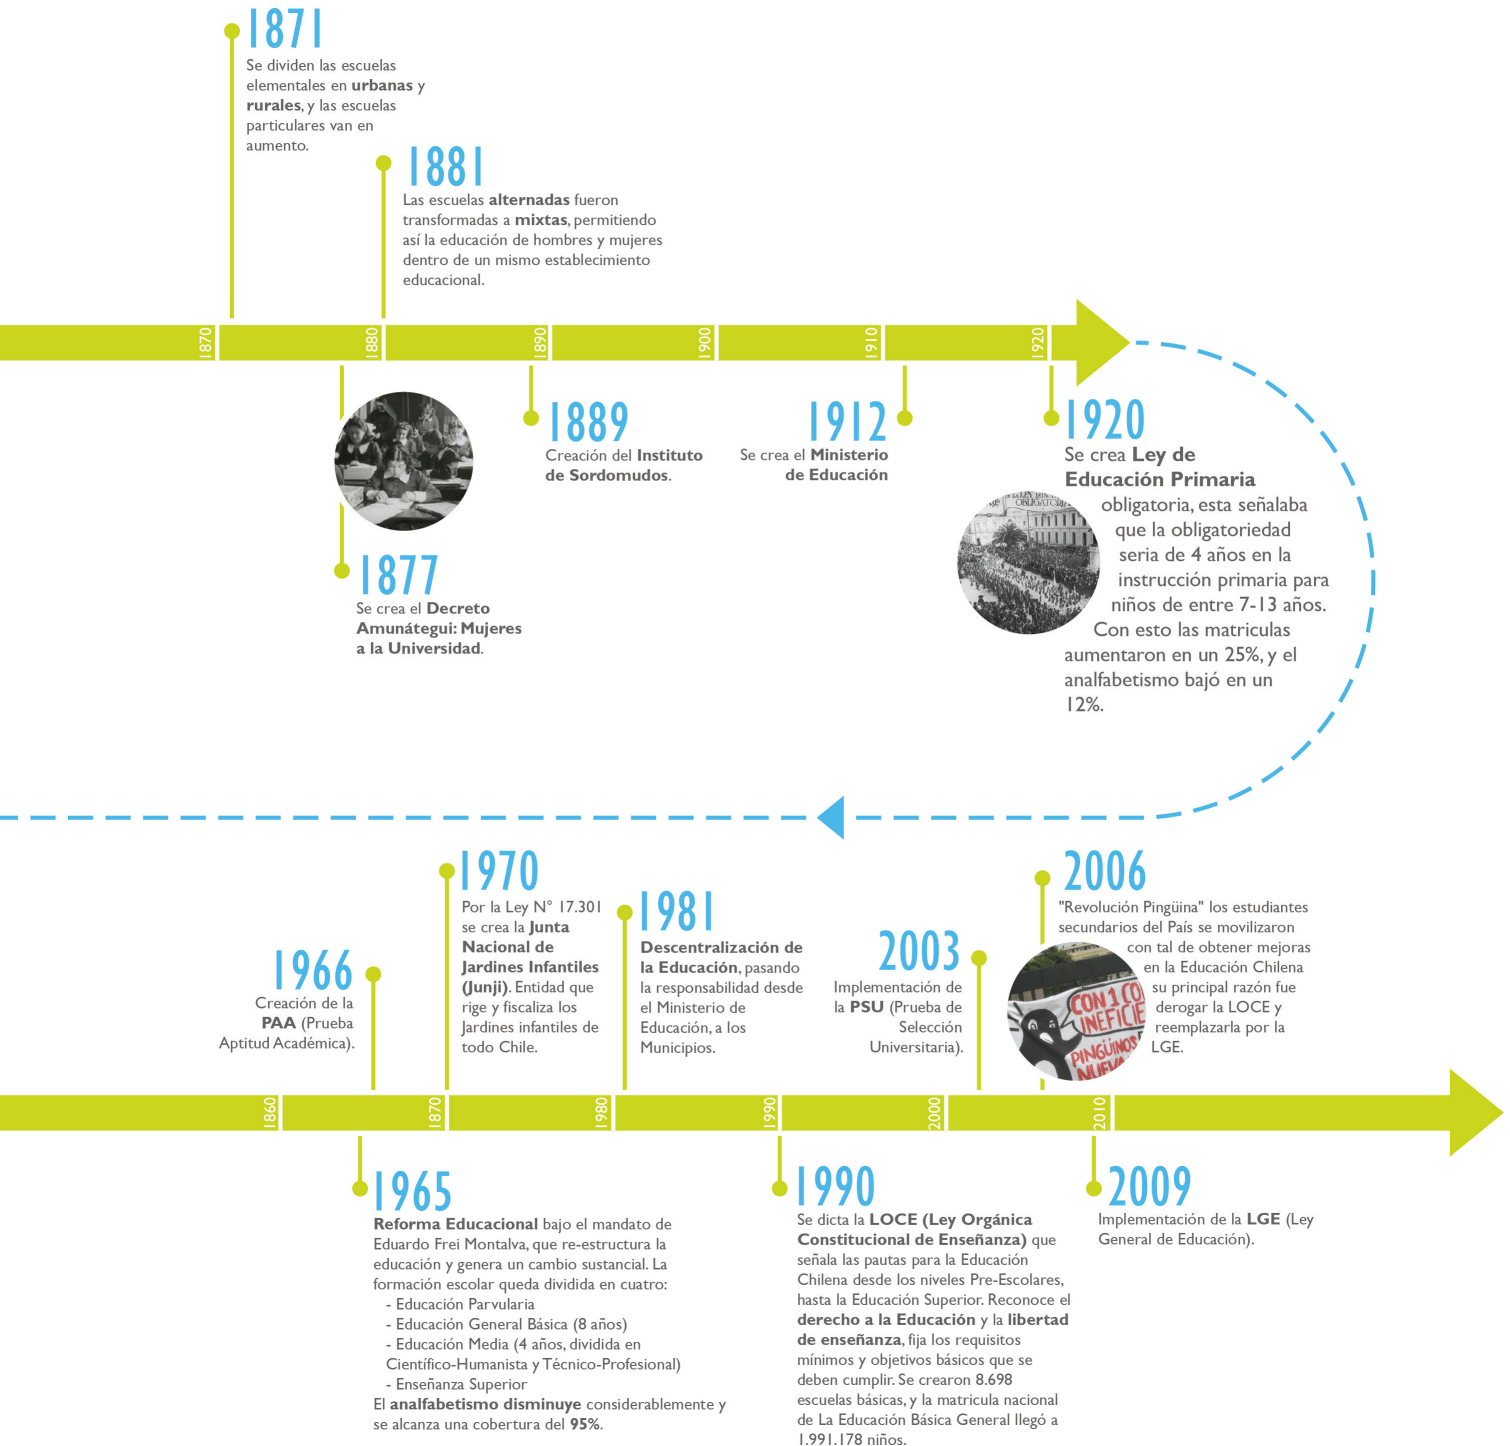 1871
Se dividen las escuelas
elementales en urbanas y
rurales, y las escuelas
particulares van en
aumento.
1881
Las escuelas alternadas fueron
transformadas a mixtas, permitiendo
así la educación de hombres y mujeres
dentro de un mismo establecimiento
educacional.
1870
1880
1890
1900
1910
1920
1877
Se crea el Decreto
Amunátegui: Mujeres
a la Universidad.
1889
Creación del Instituto
de Sordomudos.
1912
Se crea el Ministerio
de Educación
1920
Se crea Ley de
Educación Primaria
obligatoria, esta señalaba
que la obligatoriedad
seria de 4 años en la
instrucción primaria para
niños de entre 7-13 años.
Con esto las matriculas
aumentaron en un 25%, y el
analfabetismo bajó en un
12%.
LA LEY
OBLIGATOR
1966
Creación de la
PAA (Prueba
Aptitud Académica).
1970
Por la Ley N° 17.301
se crea la Junta
Nacional de
Jardines Infantiles
(Junji). Entidad que
rige y fiscaliza los
Jardines infantiles de
todo Chile.
1981
Descentralización de
la Educación, pasando
la responsabilidad desde
el Ministerio de
Educación, a los
Municipios.
2003
Implementación de
la PSU (Prueba de
Selección
Universitaria).
2006
"Revolución Pingüina" los estudiantes
secundarios del País se movilizaron
con tal de obtener mejoras
en la Educación Chilena
su principal razón fue
derogar la LOCE y
reemplazarla por la
LGE.
CON 1 CO
INEFICIE
PINGÜINOS
NUEVA
1860
1870
1980
1990
2000
2010
1965
Reforma Educacional bajo el mandato de
Eduardo Frei Montalva, que re-estructura la
educación y genera un cambio sustancial. La
formación escolar queda dividida en cuatro:
- Educación Parvularia
- Educación General Básica (8 años)
- Educación Media (4 años, dividida en
Científico-Humanista y Técnico-Profesional)
- Enseñanza Superior
El analfabetismo disminuye considerablemente y
se alcanza una cobertura del 95%.
1990
Se dicta la LOCE (Ley Orgánica
Constitucional de Enseñanza) que
señala las pautas para la Educación
Chilena desde los niveles Pre-Escolares,
hasta la Educación Superior. Reconoce el
derecho a la Educación y la libertad
de enseñanza, fija los requisitos
mínimos y objetivos básicos que se
deben cumplir. Se crearon 8.698
escuelas básicas, y la matricula nacional
de La Educación Básica General llegó a
1.991.178 niños.
2009
Implementación de la LGE (Ley
General de Educación).